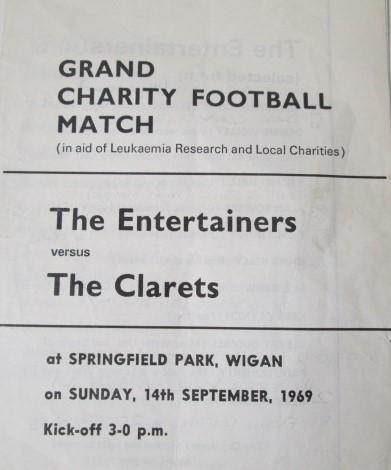 GRAND
CHARITY FOOTBALL
MATCH
(in aid of Leukaemia Research and Local Charities)
The Entertainers
versus
The Clarets
at SPRINGFIELD PARK, WIGAN
on SUNDAY, 14th SEPTEMBER, 1969
Kick-off 3-0 p.m.